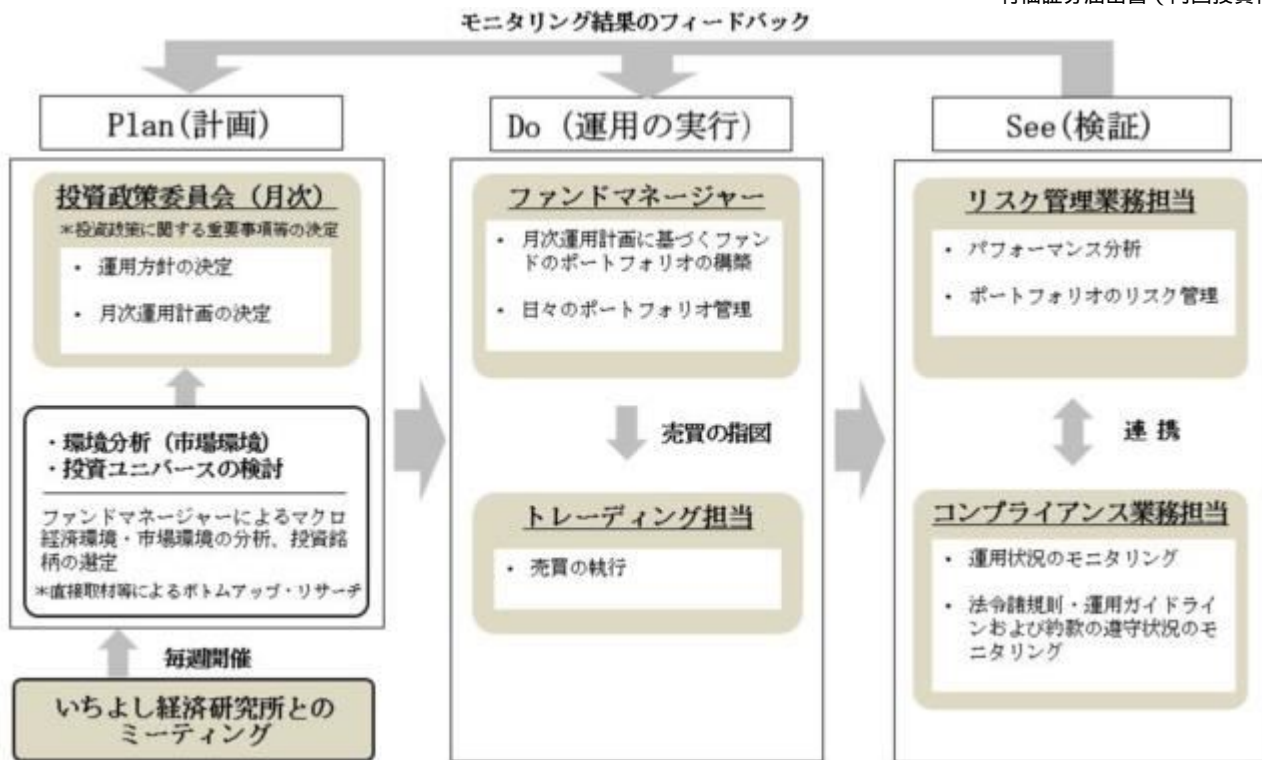 モニタリング結果のフィードバック
Plan(計画)
投資政策委員会(月次)
*投資政策に関する重要事項等の決定
・ 運用方針の決定
・ 月次運用計画の決定
・環境分析(市場環境)
・投資ユニバースの検討
ファンドマネージャーによるマクロ
経済環境・市場環境の分析、投資銘
柄の選定
*直接取材等によるボトムアップ・リサーチ
毎週開催
いちよし経済研究所との
ミーティング
Do (運用の実行)
ファンドマネージャー
・ 月次運用計画に基づくファン
ドのポートフォリオの構築
・ 日々のポートフォリオ管理
売買の指図
トレーディング担当
・ 売買の執行
See(検証)
リスク管理業務担当
・ パフォーマンス分析
・ ポートフォリオのリスク管理
連 携
コンプライアンス業務担当
・ 運用状況のモニタリング
・ 法令諸規則・運用ガイドライ
ンおよび約款の遵守状況のモ
ニタリング